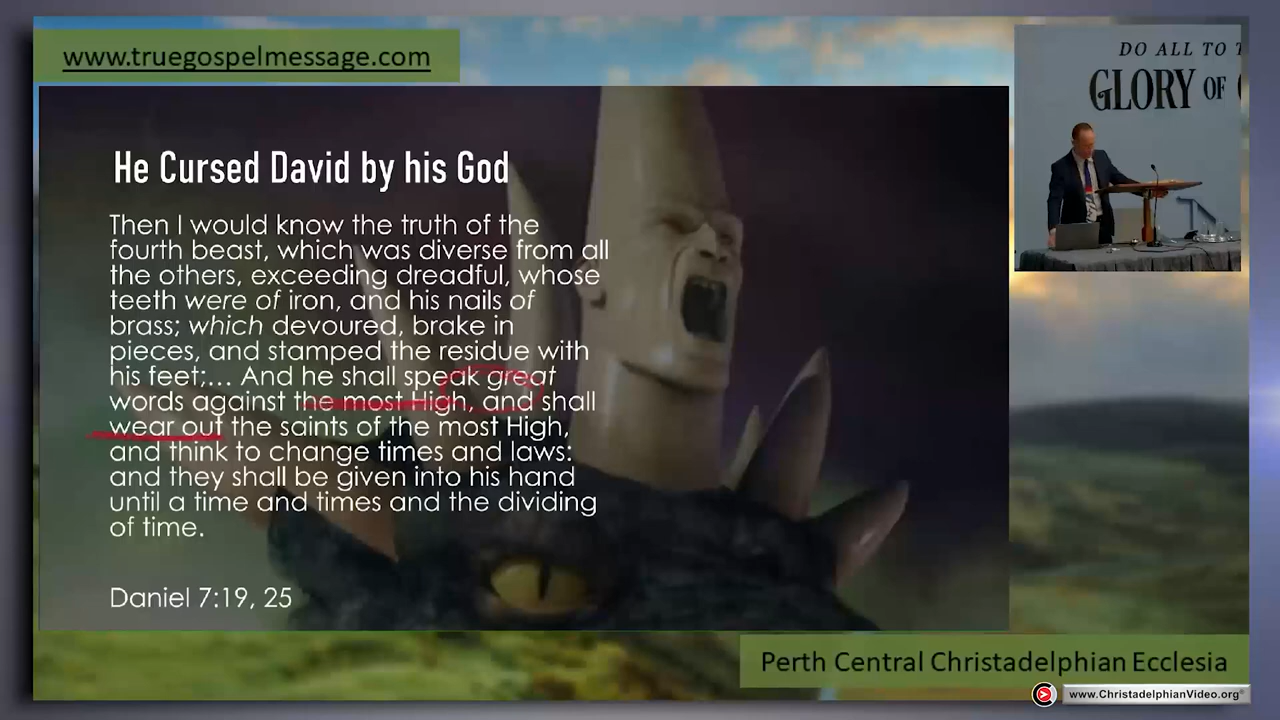 www.truegospelmessage.com
DO ALL TO T
GLORY OF
He Cursed David by his God
Then I would know the truth of the
fourth beast, which was diverse from all
the others, exceeding dreadful, whose
teeth were of iron, and his nails of
brass; which devoured, brake in
pieces, and stamped the residue with
his feet;... And he shall speak great
words against the most High, and shall
wear out the saints of the most High,
and think to change times and laws:
and they shall be given into his hand
until a time and times and the dividing
of time.
Daniel 7:19, 25
Perth Central Christadelphian Ecclesia
www.ChristadelphianVideo.org